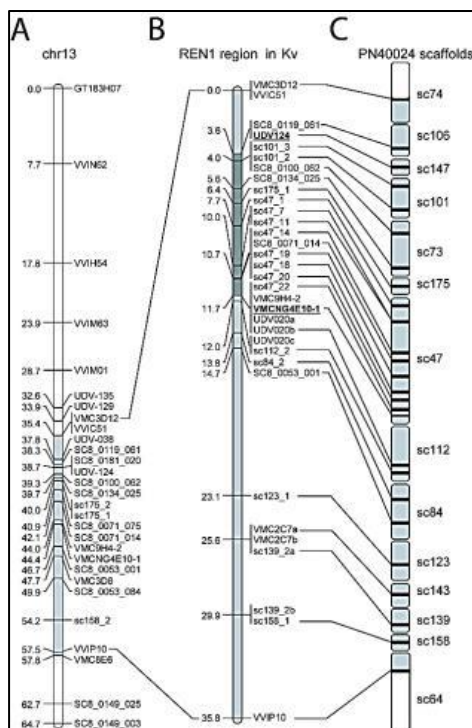 A
chr13
0.0 GT183H07
7.7 VVIN62
17.8 VVIH54
23.9 VVIM63
28.7 VVIM01
32.6 UDV-135
33.9 UDV-129
VMC3D12
35.4 VVIC51
37.8 UDV-038
38.3 SC8_0119_061
SC8_0181_020
38.7 UDV-124
39.3 SC8_0100_062
39.7 SC8_0134_025
sc175_2
40.0 sc175_1
40.9 SC8_0071_075
42.1 SC8_0071_014
44.0 VMC9H4-2
44.4 VMCNG4E10-1
46.7 SC8_0053_001
47.7 VMC3D8
49.9 SC8_0053_084
54.2 sc158_2
57.5 VVIP10
57.8 VMC8E6
62.7 SC8_0149_025
64.7 SC8_0149_003
B
REN1 region in Kv
VMC3D12
0.0 VVIC51
SC8_0119_061
3.6 UDV124
sc101_3
4.0 sc101_2
SC8_0100_062
5.6 SC8_0134_025
6.4 sc175_1
7.7 sc47_1
sc47_7
10.0 sc47_11
sc47_14
SC8_0071_014
10.7 sc47_19
sc47_18
sc47_20
sc47_22
VMC9H4-2
11.7 VMCNG4E10-1
UDV020a
UDV020b
UDV020c
12.0 sc112_2
13.8 sc84_2
14.7 SC8_0053_001
23.1 sc123_1
VMC2C7a
25.6 VMC2C7b
sc139_2a
sc139_2b
29.9 sc158_1
35.8 VVIP10
C
PN40024 scaffolds
sc74
sc106
sc147
sc101
sc73
sc175
sc47
sc112
sc84
sc123
sc143
sc139
sc158
sc64